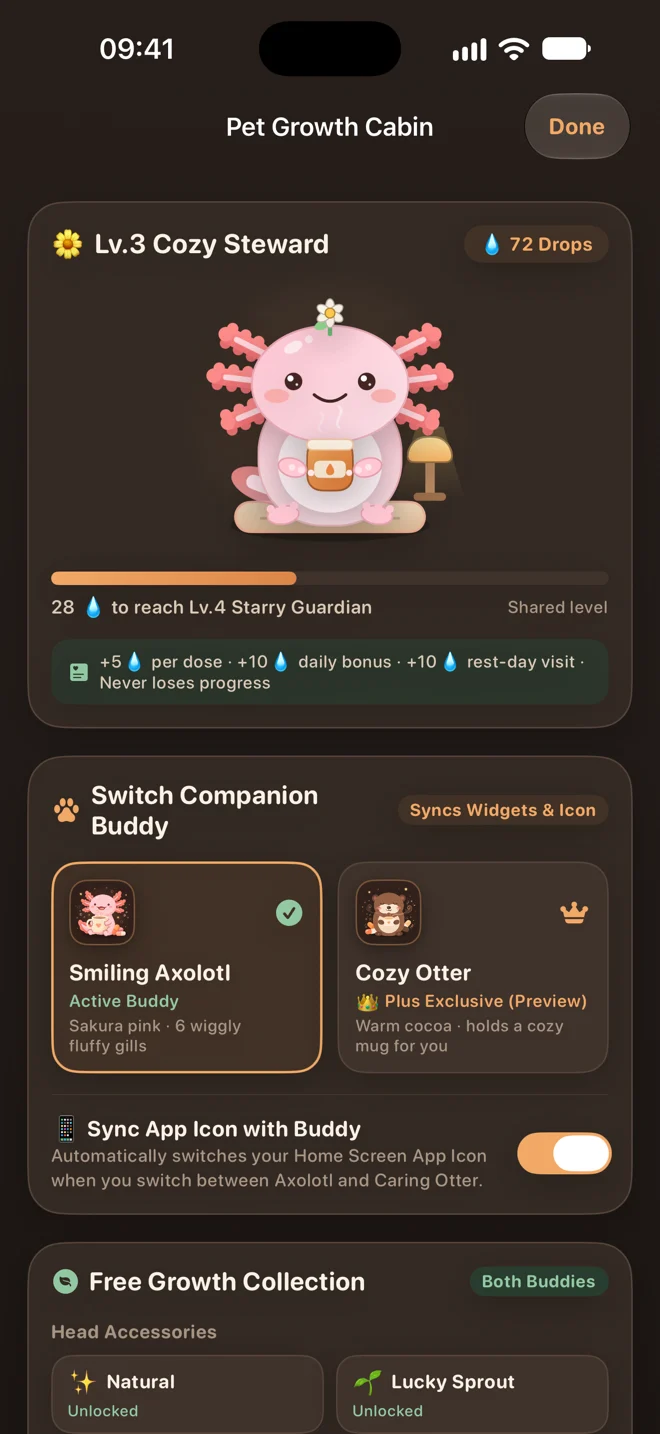 09:41
Pet Growth Cabin
Done
Lv.3 Cozy Steward
72 Drops
28 💧 to reach Lv.4 Starry Guardian
Shared level
+5 💧 per dose · +10 💧 daily bonus · +10 💧 rest-day visit ·
Never loses progress
Switch Companion
Buddy
Syncs Widgets & Icon
Smiling Axolotl
Active Buddy
Sakura pink · 6 wiggly
fluffy gills
Cozy Otter
Plus Exclusive (Preview)
Warm cocoa · holds a cozy
mug for you
Sync App Icon with Buddy
Automatically switches your Home Screen App Icon
when you switch between Axolotl and Caring Otter.
Free Growth Collection
Both Buddies
Head Accessories
Natural
Unlocked
Lucky Sprout
Unlocked